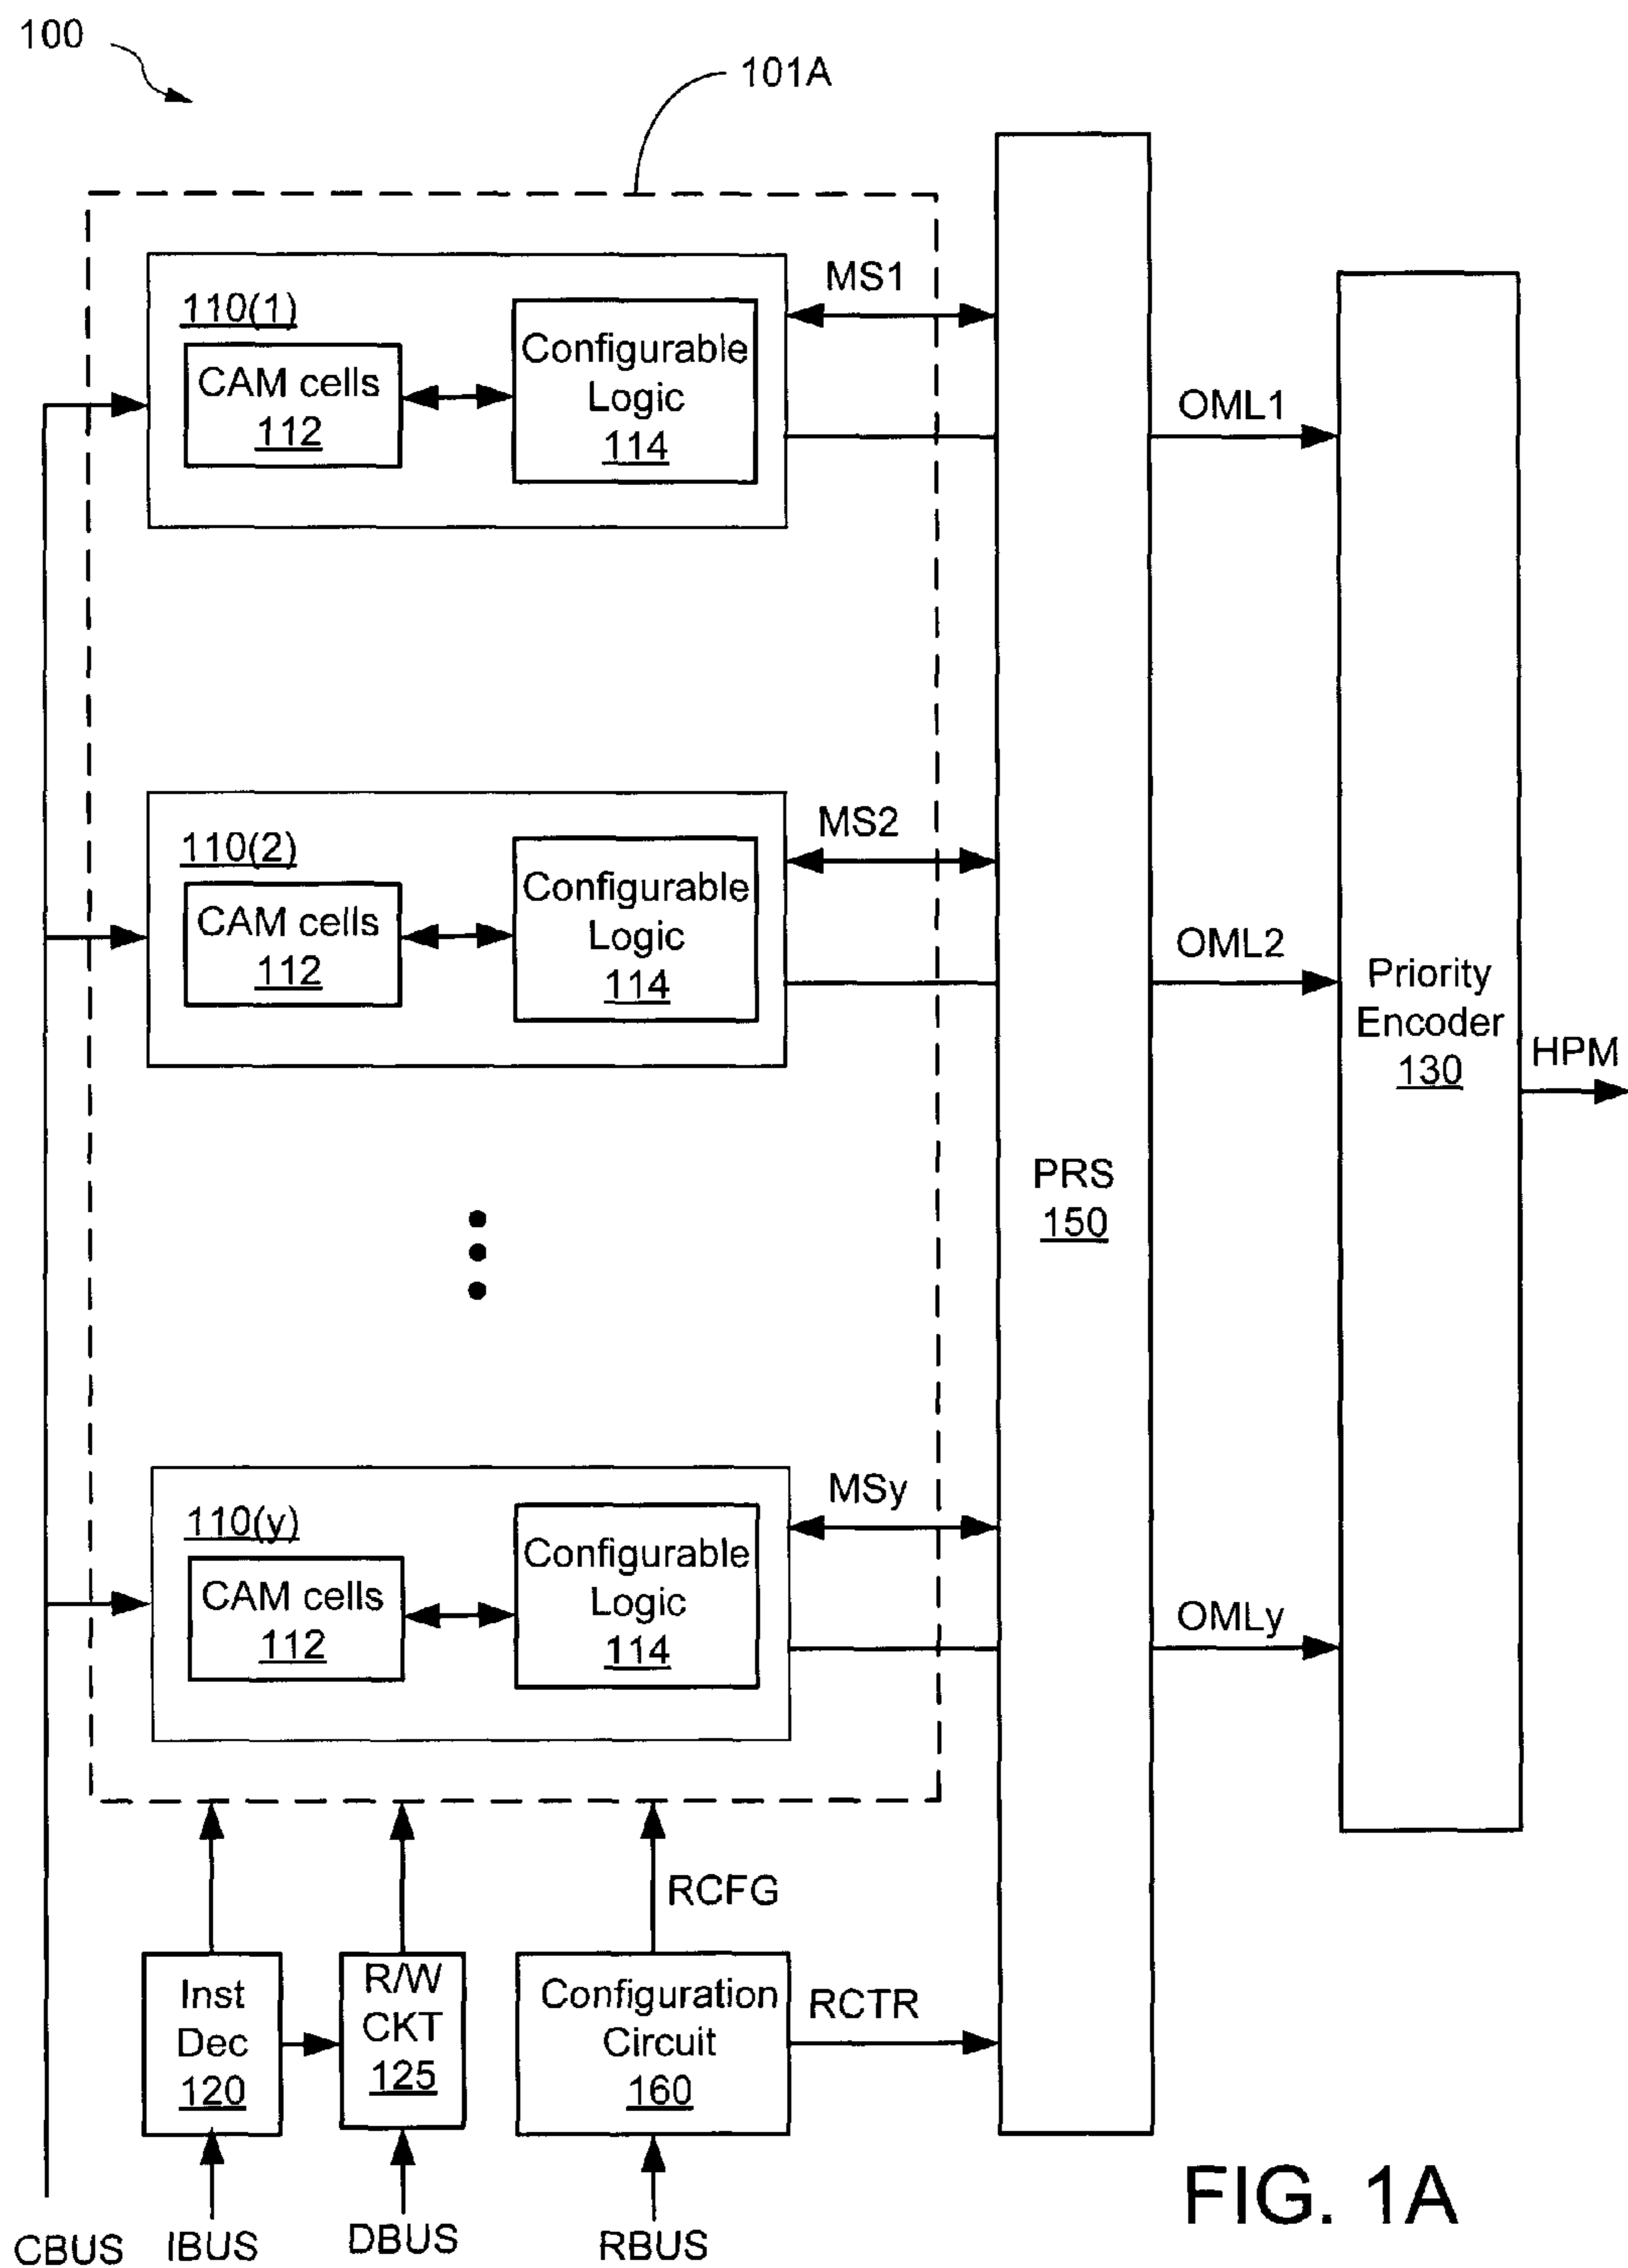 100
101A
110(1)
CAM cells
112
Configurable
Logic
114
MS1
OML1
110(2)
CAM cells
112
Configurable
Logic
114
MS2
OML2
Priority
Encoder
130
HPM
PRS
150
110(y)
CAM cells
112
Configurable
Logic
114
MSy
OMLy
RCFG
Inst
Dec
120
R/W
CKT
125
Configuration
Circuit
160
RCTR
CBUS
IBUS
DBUS
RBUS
FIG. 1A